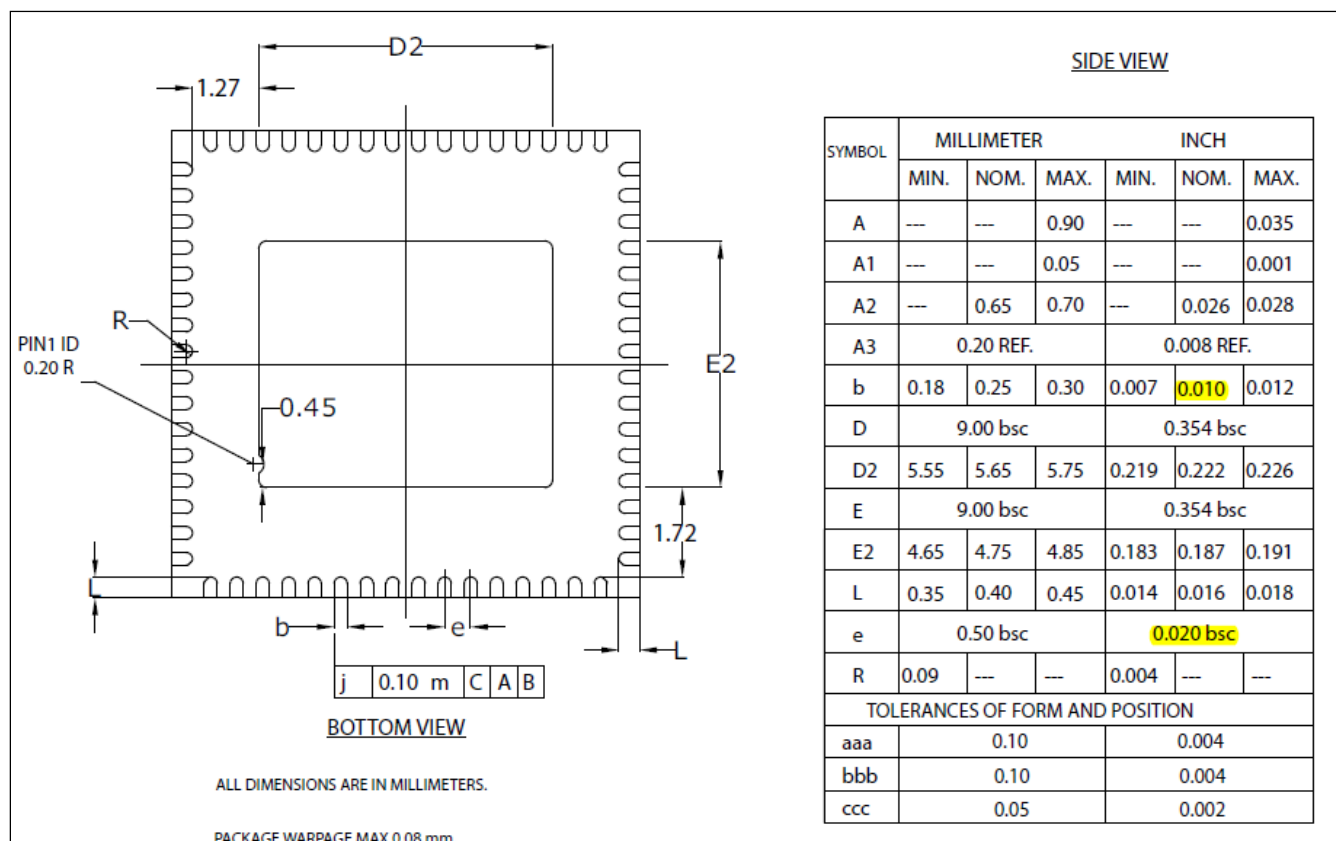 D2
1.27
R
PIN1 ID
0.20 R
0.45
E2
1.72
L
b
e
L
j 0.10 m C A B
BOTTOM VIEW
ALL DIMENSIONS ARE IN MILLIMETERS.
PACKAGE WARPAGE MAX 0.08 mm
SIDE VIEW
SYMBOL MILLIMETER INCH
MIN. NOM. MAX. MIN. NOM. MAX.
A --- --- 0.90 --- --- 0.035
A1 --- --- 0.05 --- --- 0.001
A2 --- 0.65 0.70 --- 0.026 0.028
A3 0.20 REF. 0.008 REF.
b 0.18 0.25 0.30 0.007 0.010 0.012
D 9.00 bsc 0.354 bsc
D2 5.55 5.65 5.75 0.219 0.222 0.226
E 9.00 bsc 0.354 bsc
E2 4.65 4.75 4.85 0.183 0.187 0.191
L 0.35 0.40 0.45 0.014 0.016 0.018
e 0.50 bsc 0.020 bsc
R 0.09 --- --- 0.004 --- ---
TOLERANCES OF FORM AND POSITION
aaa 0.10 0.004
bbb 0.10 0.004
ccc 0.05 0.002